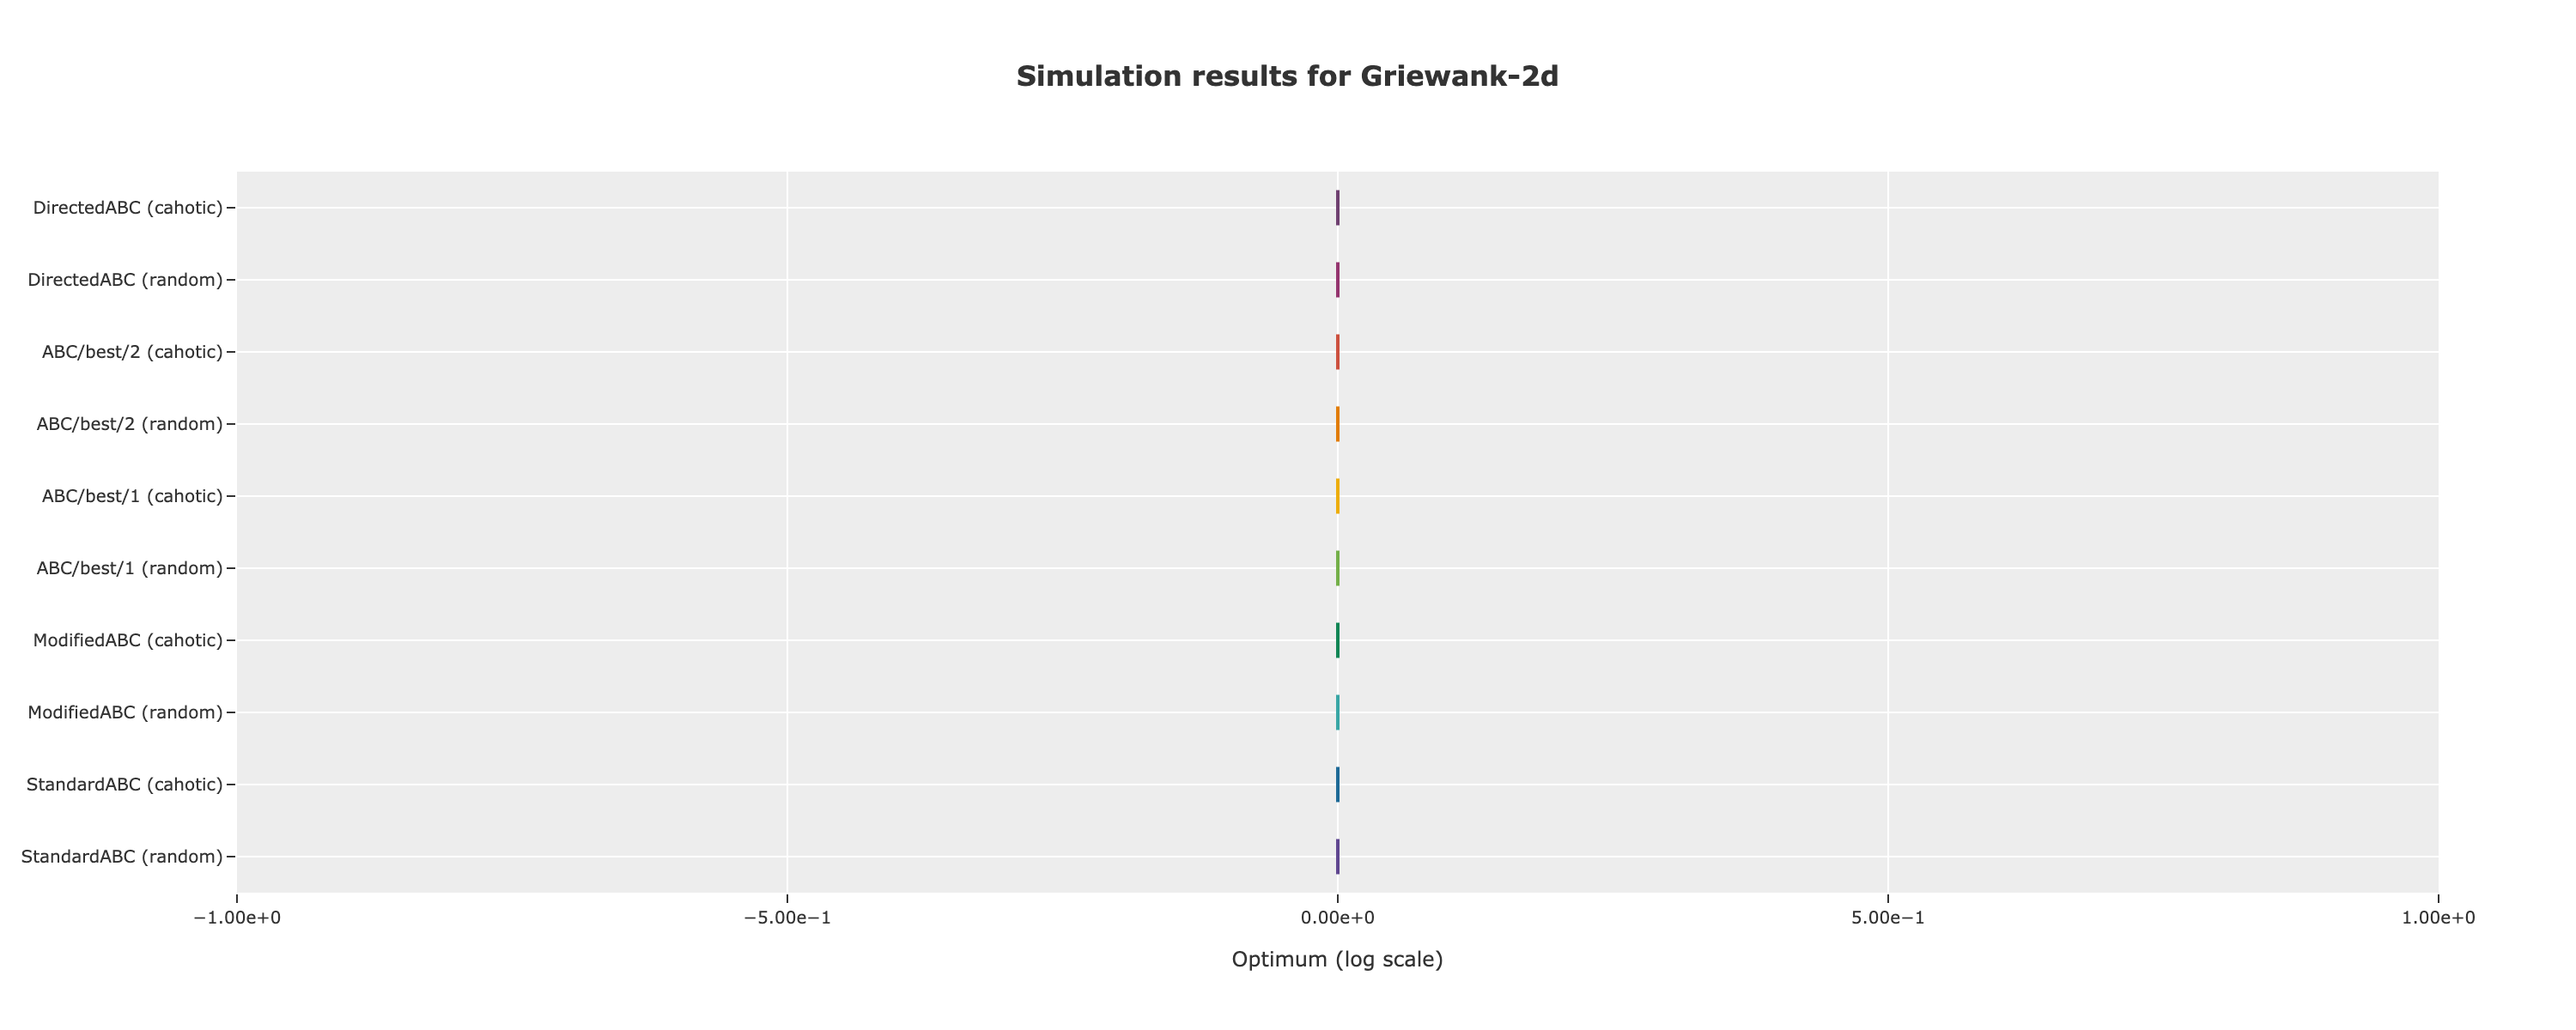 Simulation results for Griewank-2d
DirectedABC (cahotic)
DirectedABC (random)
ABC/best/2 (cahotic)
ABC/best/2 (random)
ABC/best/1 (cahotic)
ABC/best/1 (random)
ModifiedABC (cahotic)
ModifiedABC (random)
StandardABC (cahotic)
StandardABC (random)
−1.00e+0 −5.00e−1 0.00e+0 5.00e−1 1.00e+0
Optimum (log scale)